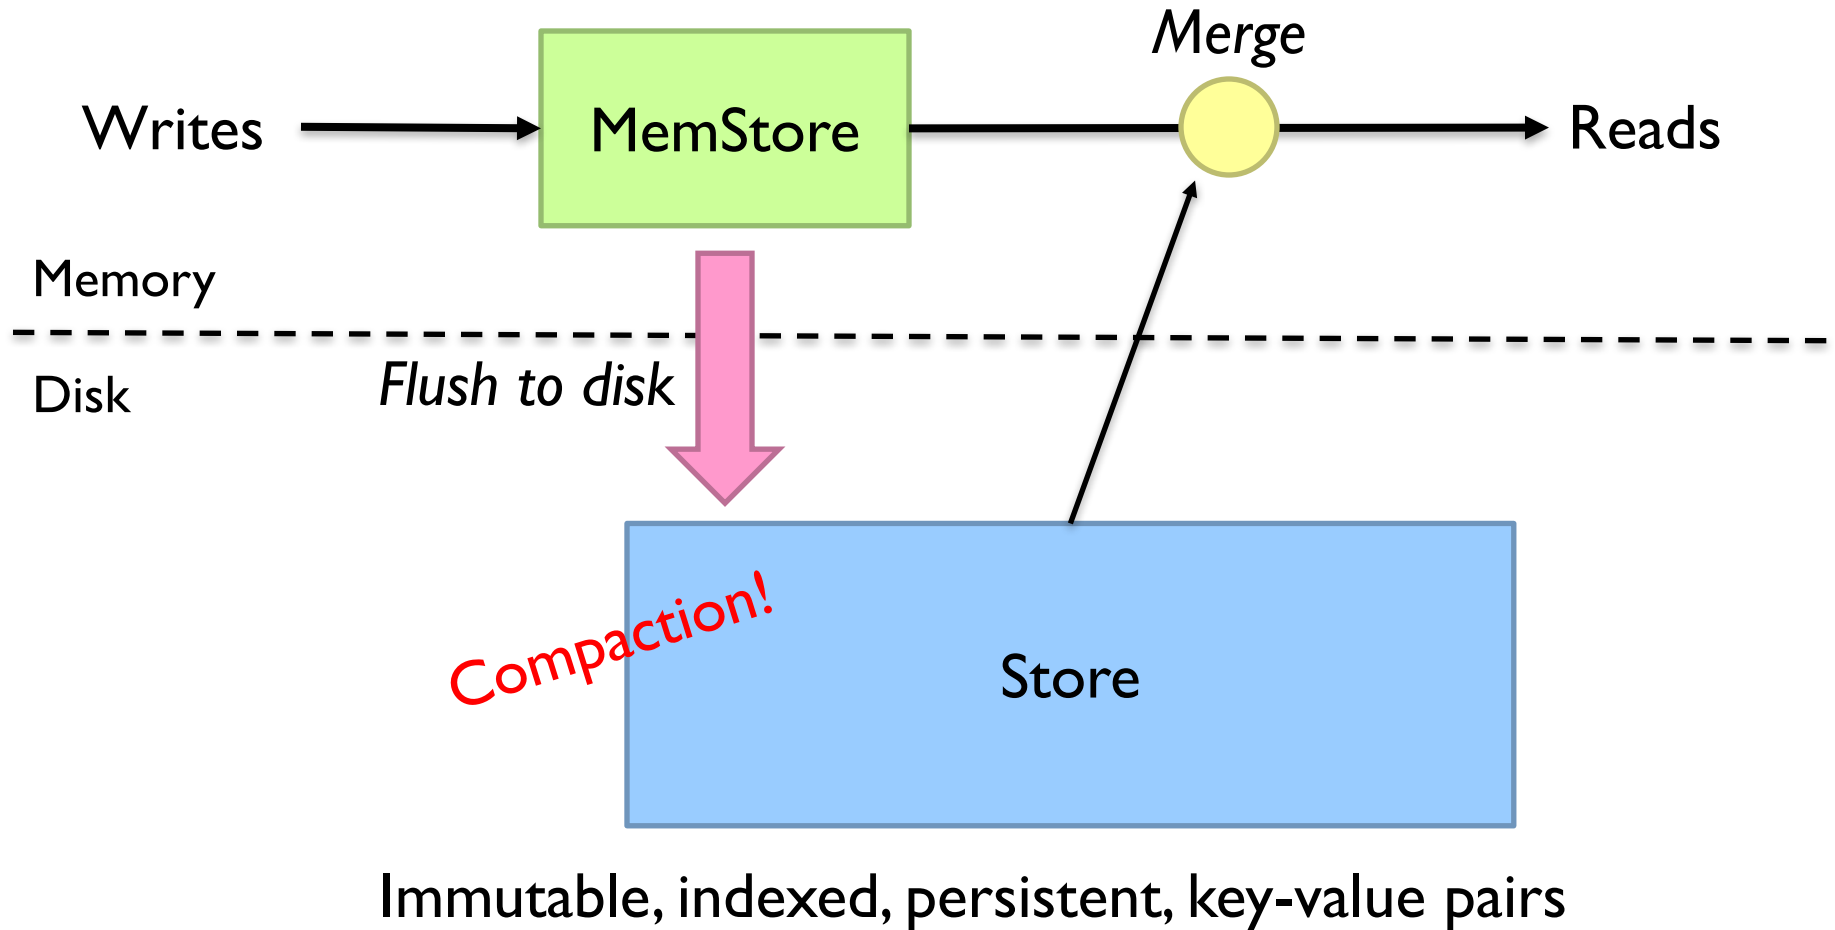 Merge
Writes
MemStore
Reads
Memory
Disk
Flush to disk
Compaction!
Store
Immutable, indexed, persistent, key-value pairs